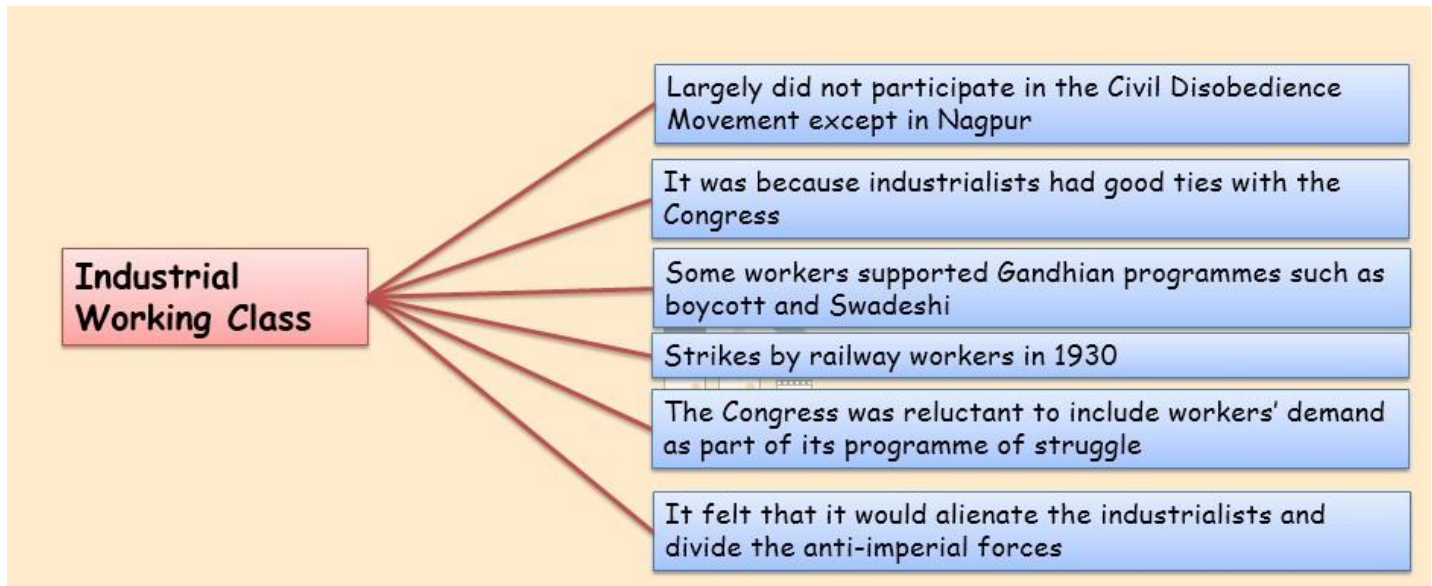 Largely did not participate in the Civil Disobedience
Movement except in Nagpur
It was because industrialists had good ties with the
Congress
Industrial
Working Class
Some workers supported Gandhian programmes such as
boycott and Swadeshi
Strikes by railway workers in 1930
The Congress was reluctant to include workers' demand
as part of its programme of struggle
It felt that it would alienate the industrialists and
divide the anti-imperial forces